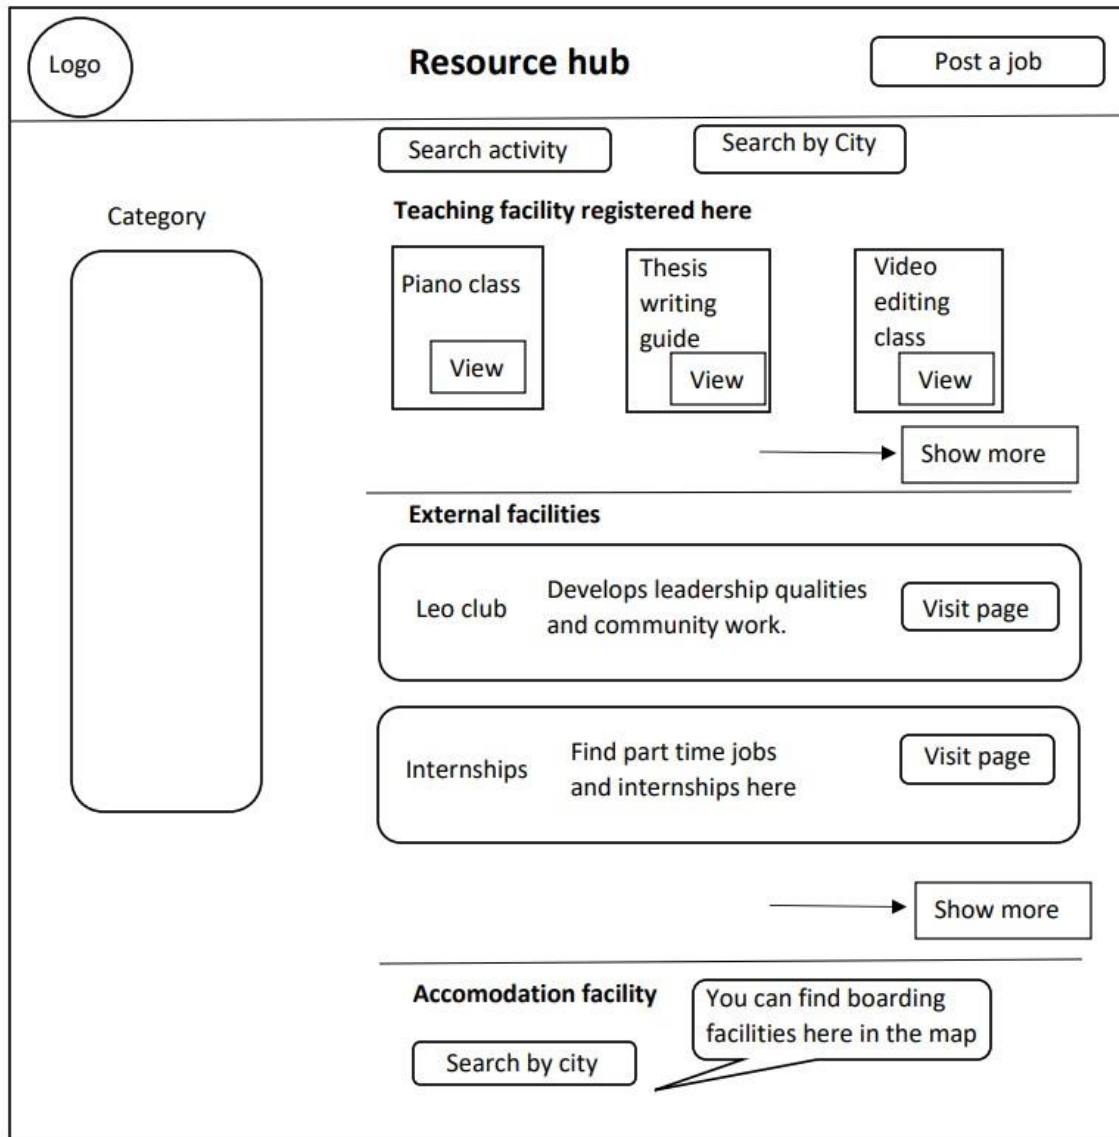 Logo
Resource hub
Post a job
Search activity
Search by City
Category
Teaching facility registered here
Piano class
View
Thesis
writing
guide
View
Video
editing
class
View
Show more
External facilities
Leo club
Develops leadership qualities
and community work.
Visit page
Internships
Find part time jobs
and internships here
Visit page
Show more
Accomodation facility
You can find boarding
facilities here in the map
Search by city